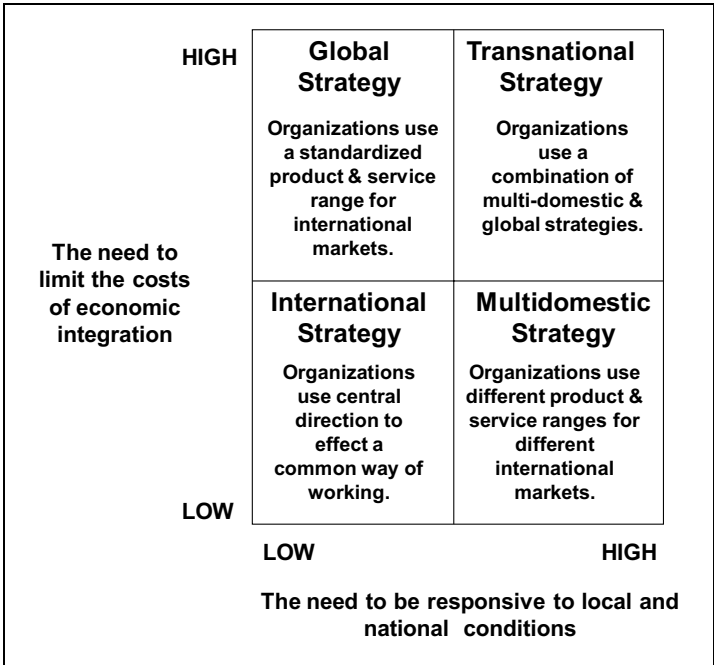 HIGH
Global
Strategy
Organizations use
a standardized
product & service
range for
international
markets.
Transnational
Strategy
Organizations
use a
combination of
multi-domestic &
global strategies.
The need to
limit the costs
of economic
integration
International
Strategy
Organizations
use central
direction to
effect a
common way of
working.
Multidomestic
Strategy
Organizations use
different product &
service ranges for
different
international
markets.
LOW
LOW
HIGH
The need to be responsive to local and
national conditions